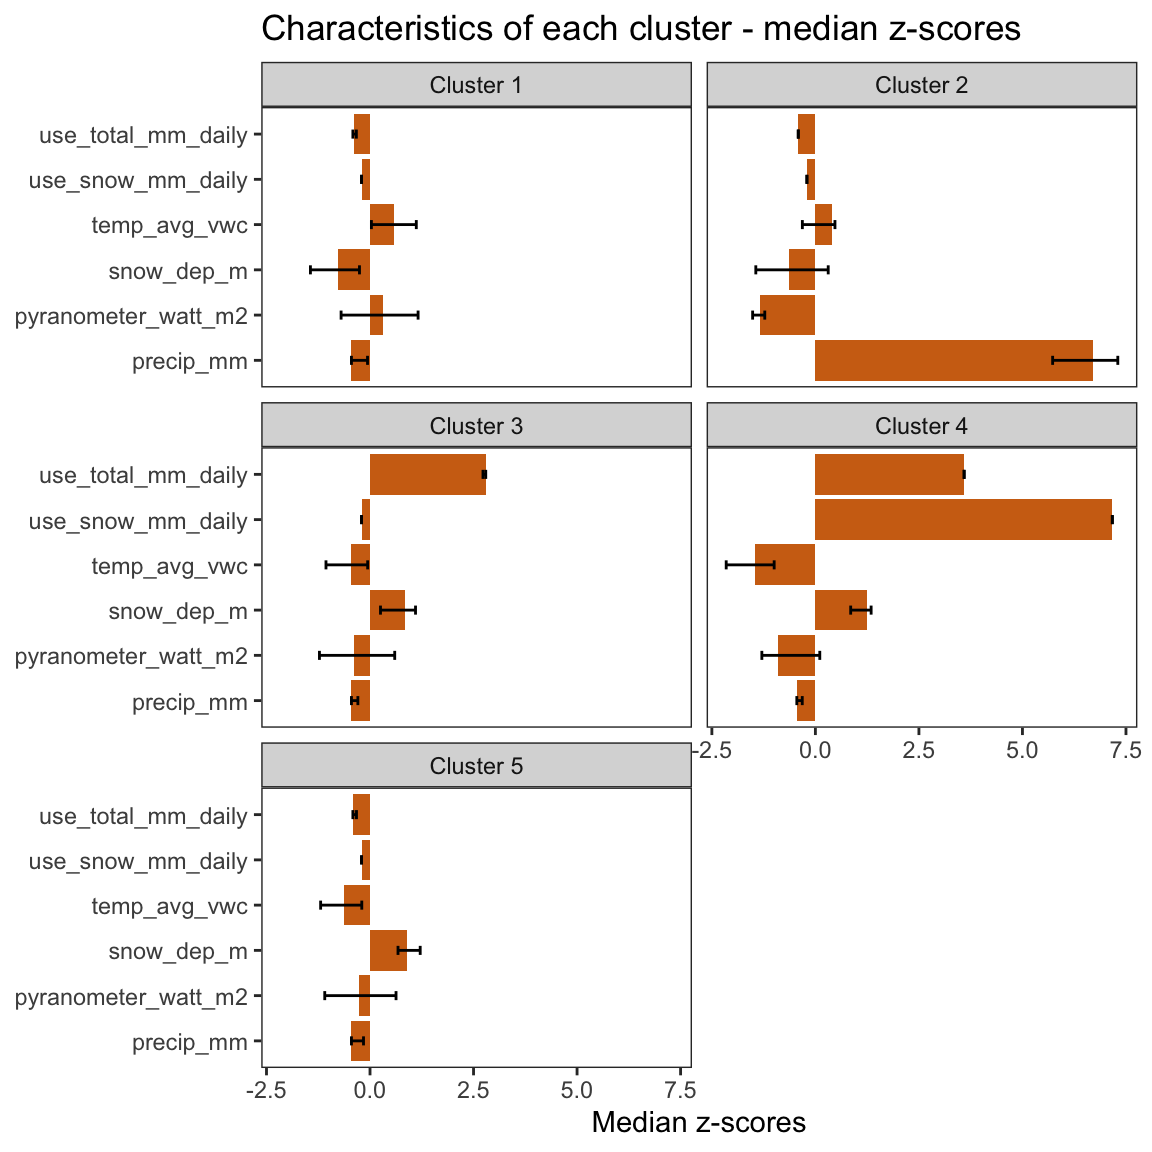 Characteristics of each cluster - median z-scores
Cluster 1
Cluster 2
use_total_mm_daily
use_snow_mm_daily
temp_avg_vwc
snow_dep_m
pyranometer_watt_m2
precip_mm
Cluster 3
Cluster 4
use_total_mm_daily
use_snow_mm_daily
temp_avg_vwc
snow_dep_m
pyranometer_watt_m2
precip_mm
-2.5 0.0 2.5 5.0 7.5
Cluster 5
use_total_mm_daily
use_snow_mm_daily
temp_avg_vwc
snow_dep_m
pyranometer_watt_m2
precip_mm
-2.5 0.0 2.5 5.0 7.5
Median z-scores